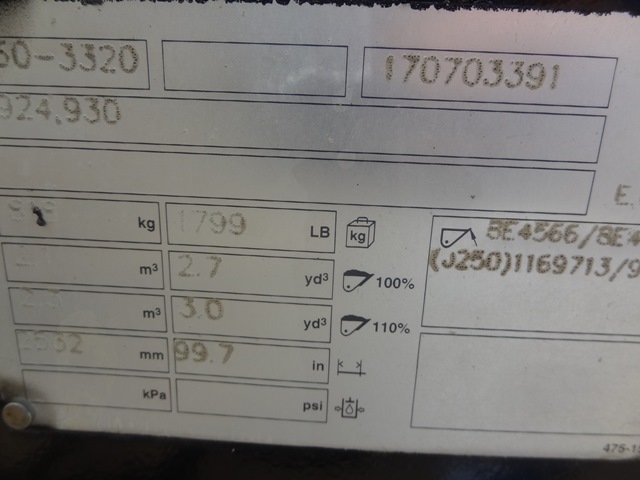 60-3320 170703391
924,930
E.
kg 1799 LB kg 5E4566/5E4
m³ 2.7 yd³ 100% (J250)1169713/9
m³ 3.0 yd³ 110%
mm 99.7 in
kPa psi
475-15